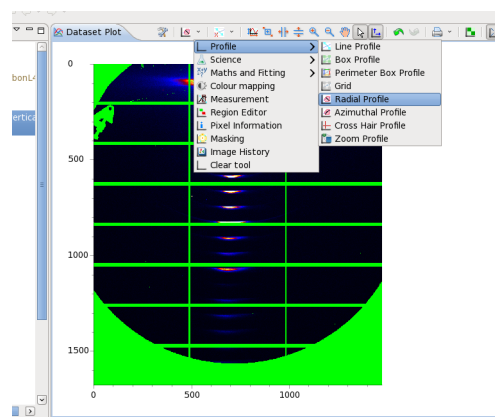 Dataset Plot
bonL4
ertica
Profile
Science
Maths and Fitting
Colour mapping
Measurement
Region Editor
Pixel Information
Masking
Image History
Clear tool
Line Profile
Box Profile
Perimeter Box Profile
Grid
Radial Profile
Azimuthal Profile
Cross Hair Profile
Zoom Profile
0
500
1000
1500
0
500
1000